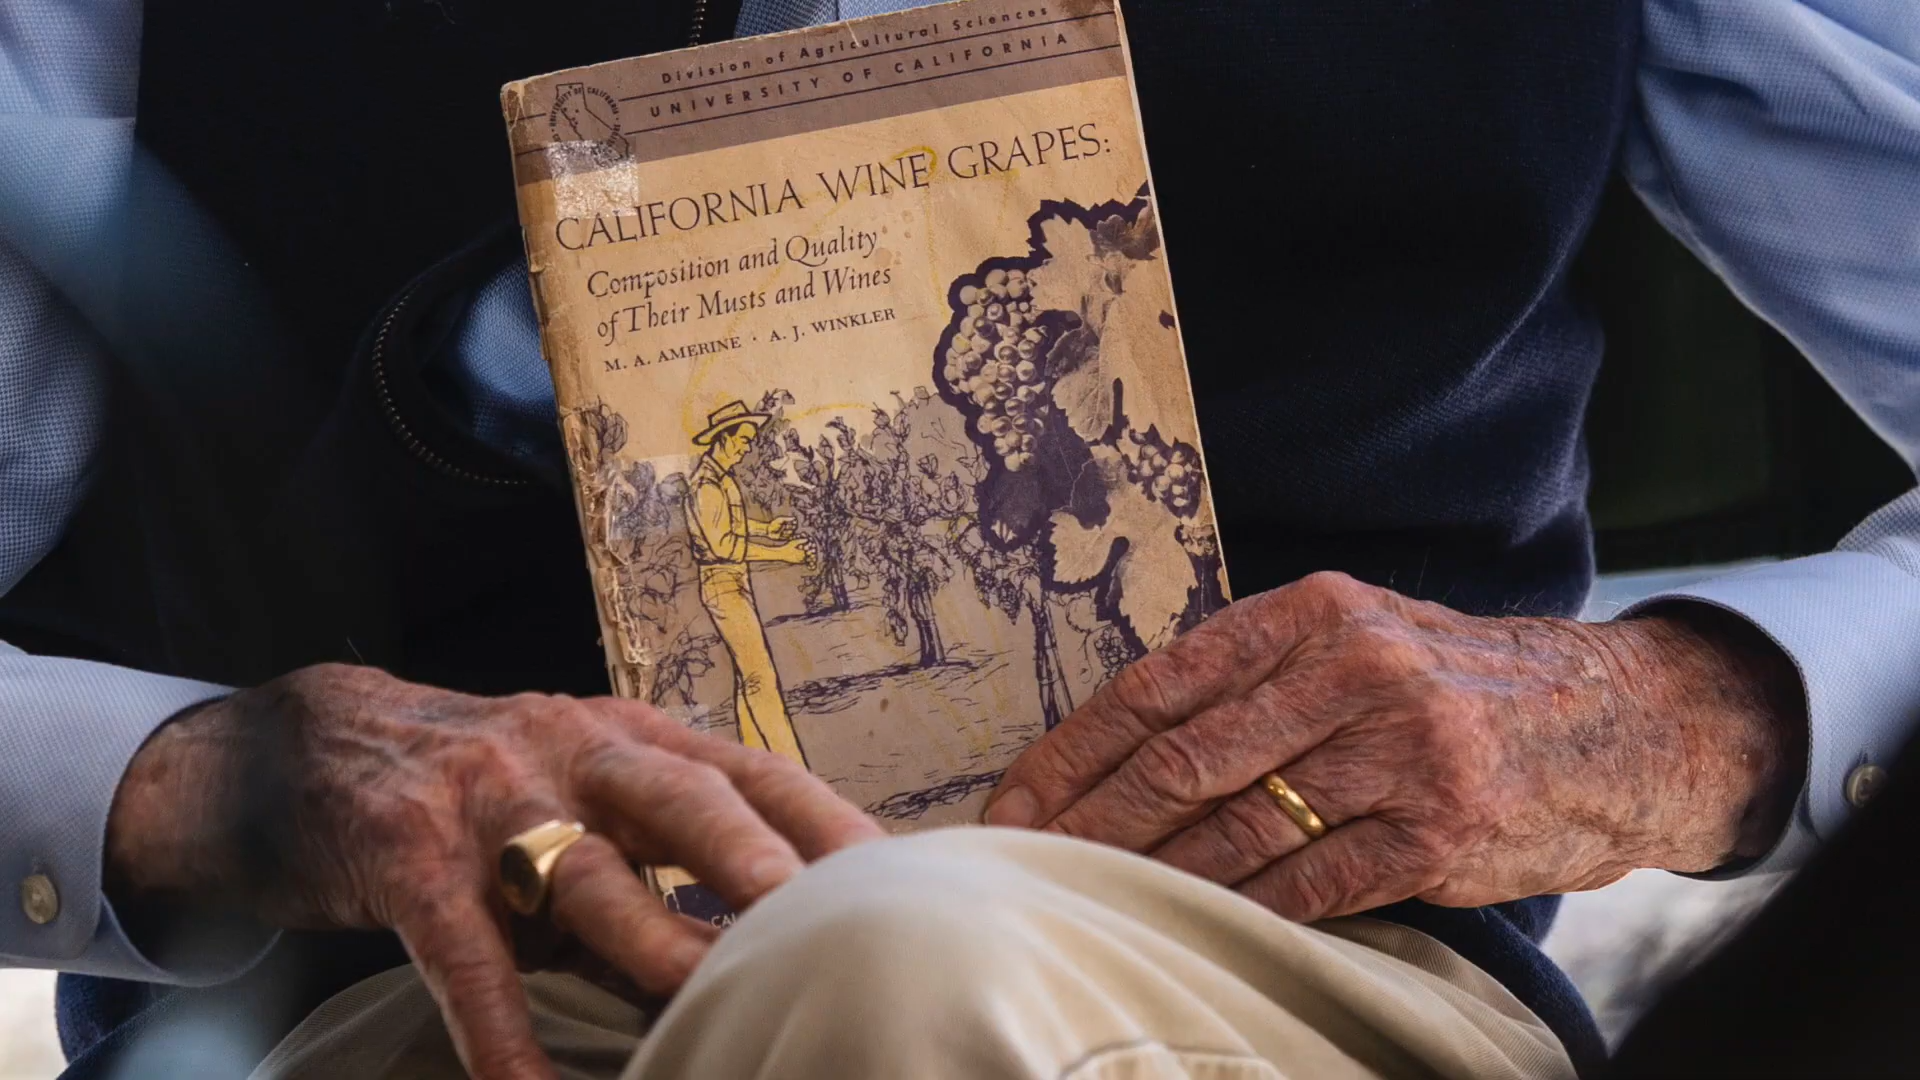 Division of Agricultural Sciences
UNIVERSITY OF CALIFORNIA
CALIFORNIA WINE GRAPES:
Composition and Quality
of Their Musts and Wines
M. A. AMERINE · A. J. WINKLER